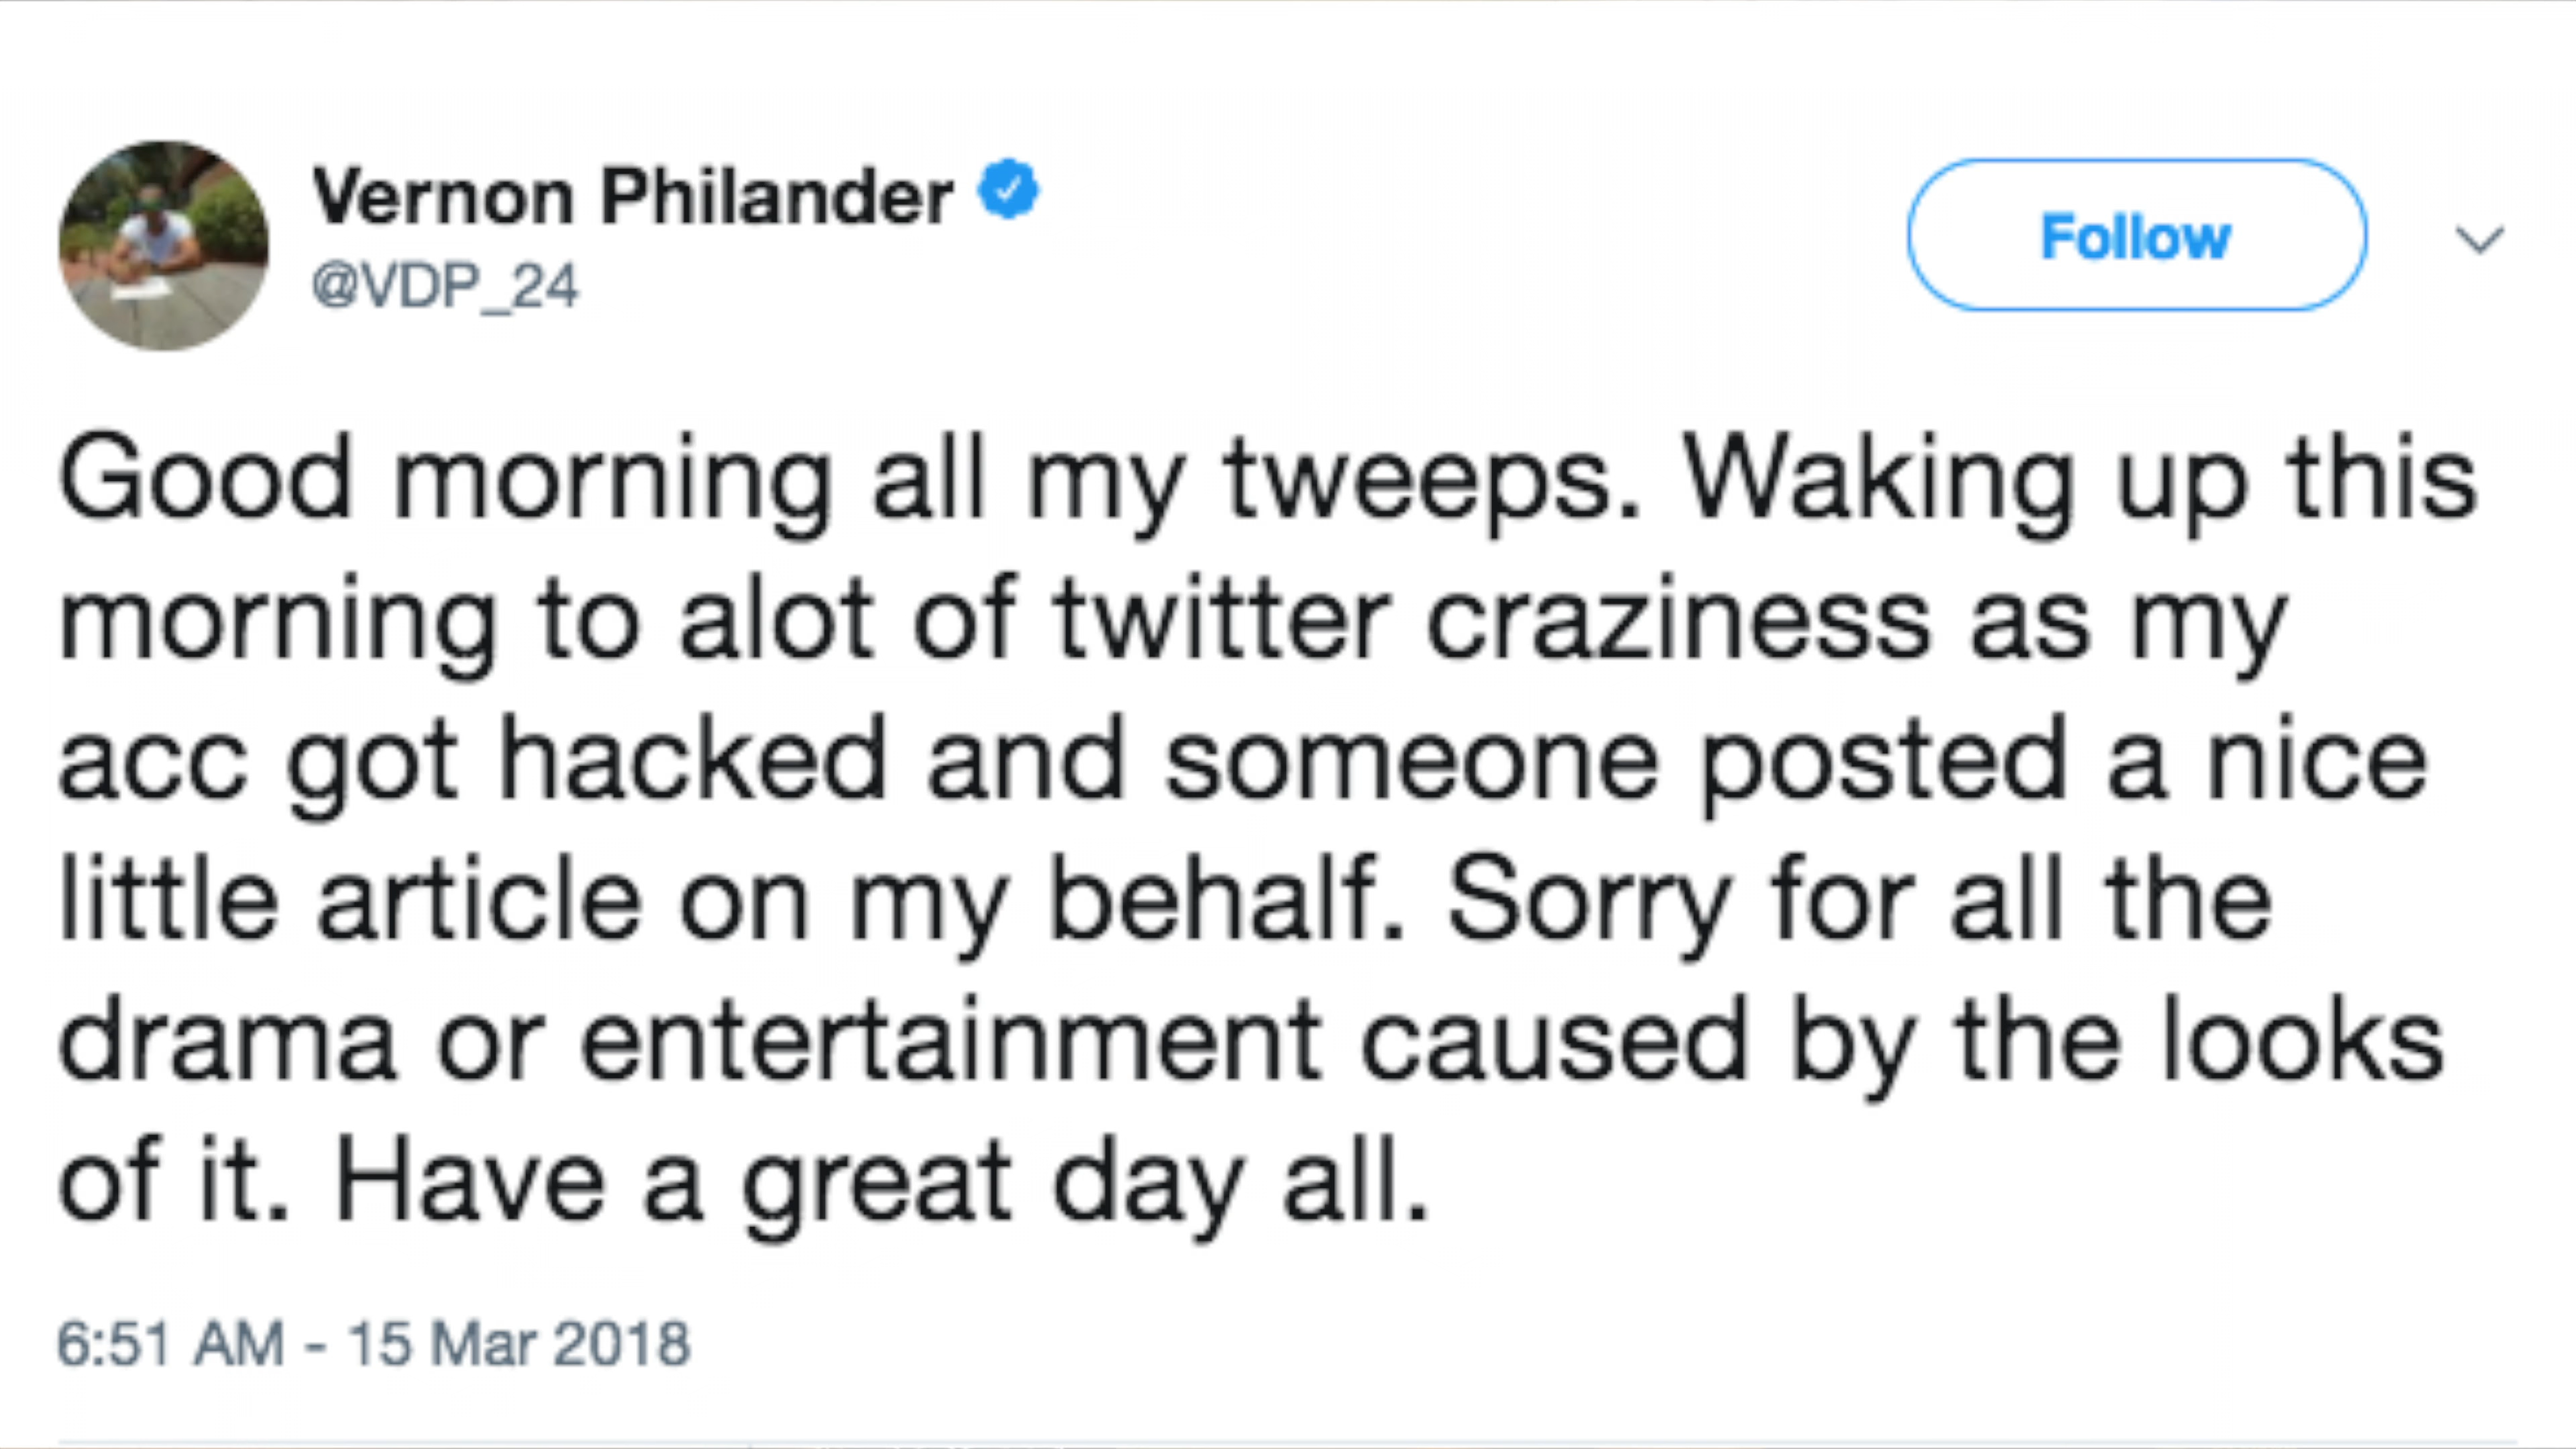 Vernon Philander
@VDP_24
Follow
Good morning all my tweeps. Waking up this
morning to alot of twitter craziness as my
acc got hacked and someone posted a nice
little article on my behalf. Sorry for all the
drama or entertainment caused by the looks
of it. Have a great day all.
6:51 AM - 15 Mar 2018